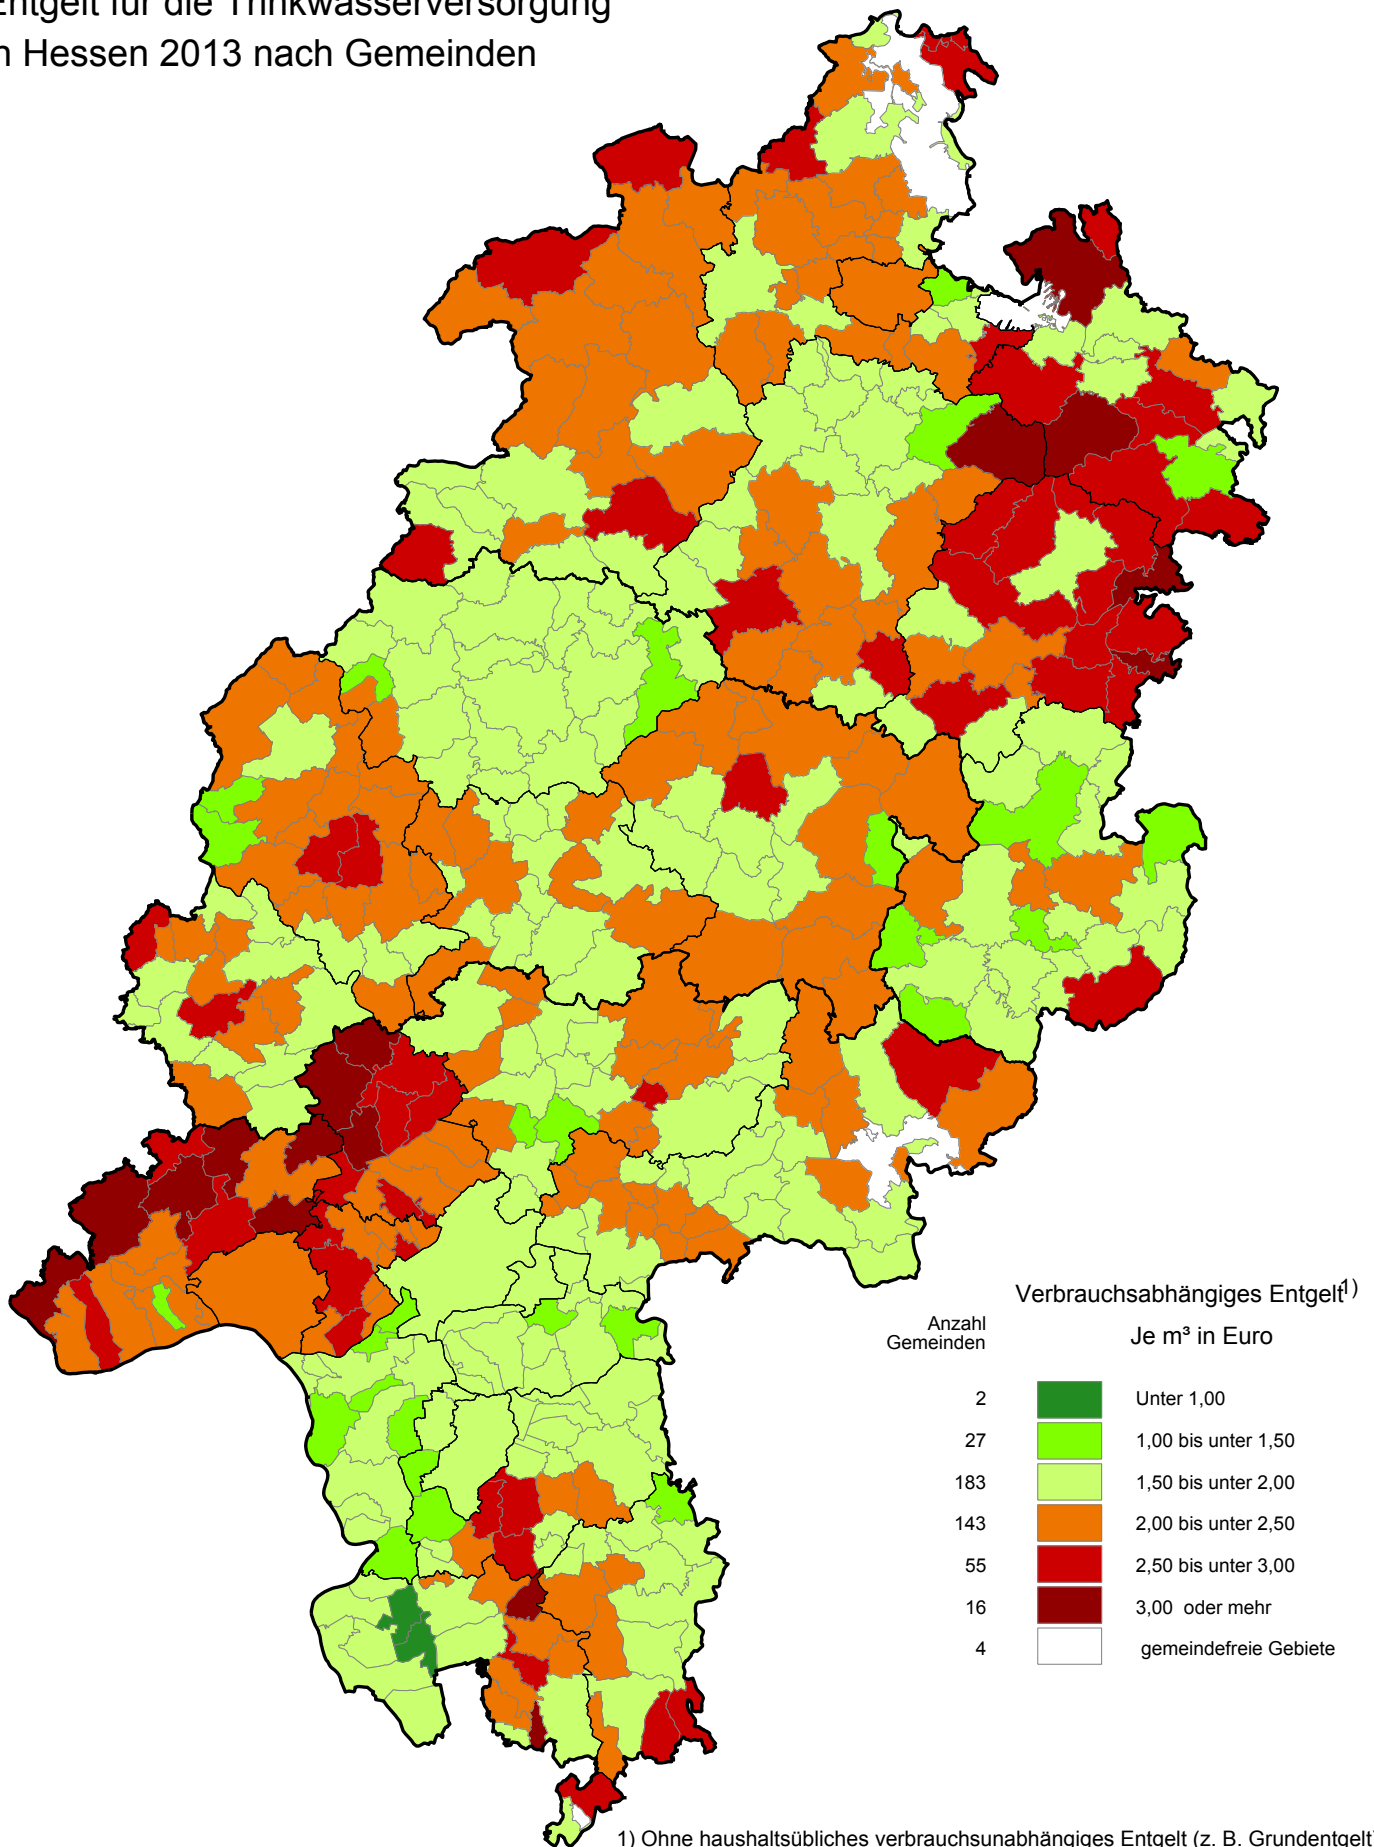 Entgelt für die Trinkwasserversorgung
in Hessen 2013 nach Gemeinden
Verbrauchsabhängiges Entgelt1)
Anzahl
Gemeinden
Je m³ in Euro
2 Unter 1,00
27 1,00 bis unter 1,50
183 1,50 bis unter 2,00
143 2,00 bis unter 2,50
55 2,50 bis unter 3,00
16 3,00 oder mehr
4 gemeindefreie Gebiete
1) Ohne haushaltsübliches verbrauchsunabhängiges Entgelt (z. B. Grundentgelt)